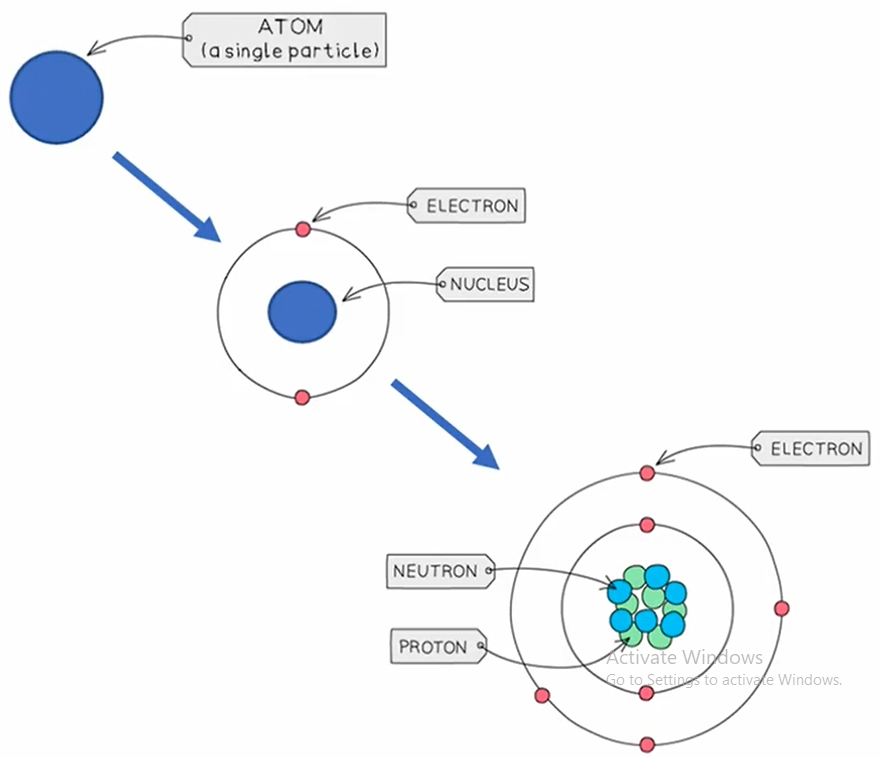 ATOM
(a single particle)
ELECTRON
NUCLEUS
ELECTRON
NEUTRON
PROTON
Activate Windows
Go to Settings to activate Windows.